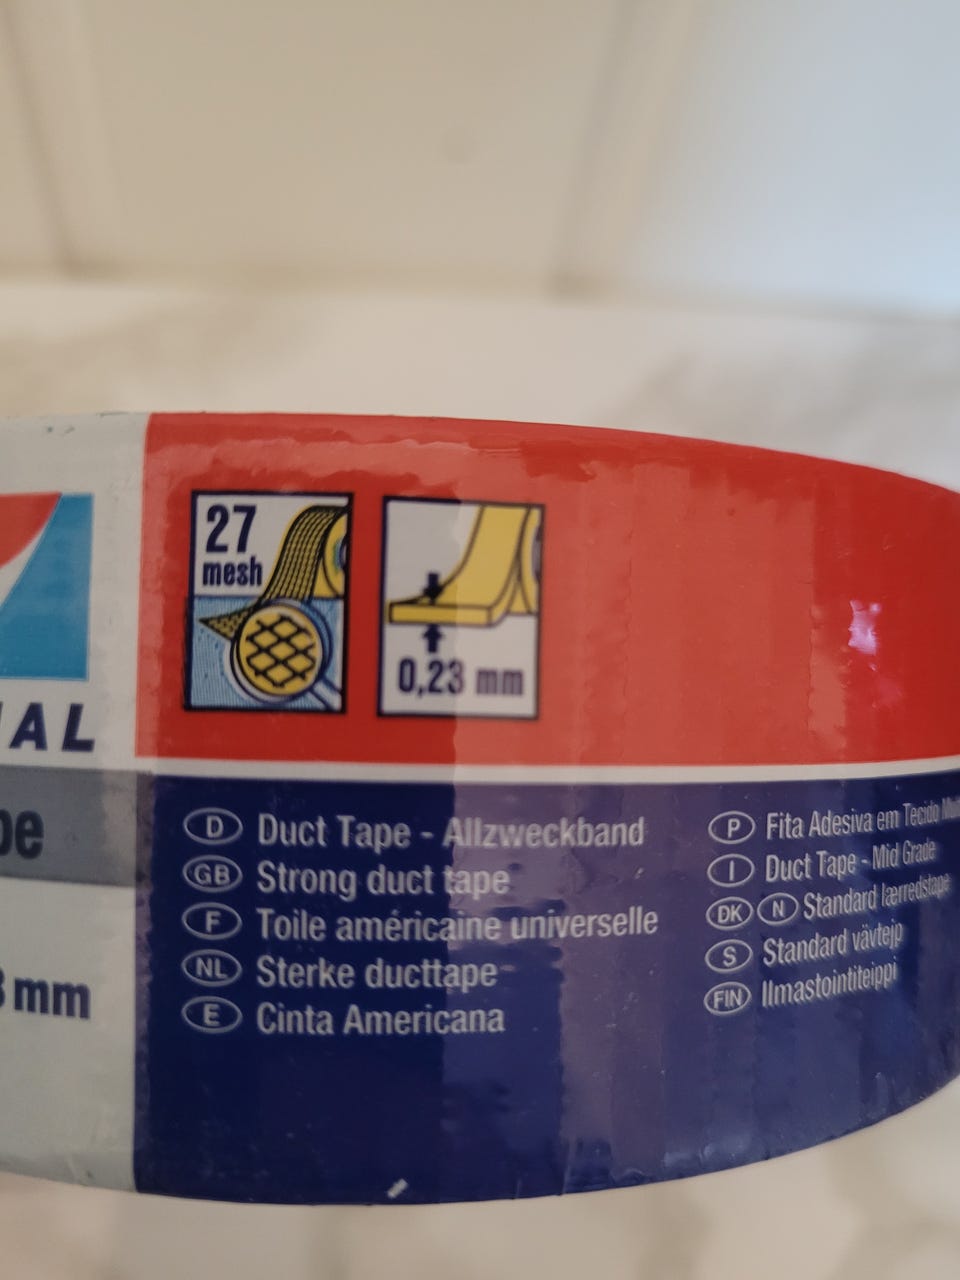 27
mesh
0,23 mm
AL
pe
3 mm
D Duct Tape - Allzweckband
GB Strong duct tape
F Toile américaine universelle
NL Sterke ducttape
E Cinta Americana
P Fita Adesiva em Tecido
I Duct Tape - Mid Grade
DK N Standard lærredstape
S Standard vävtejp
FIN Ilmastointiteippi